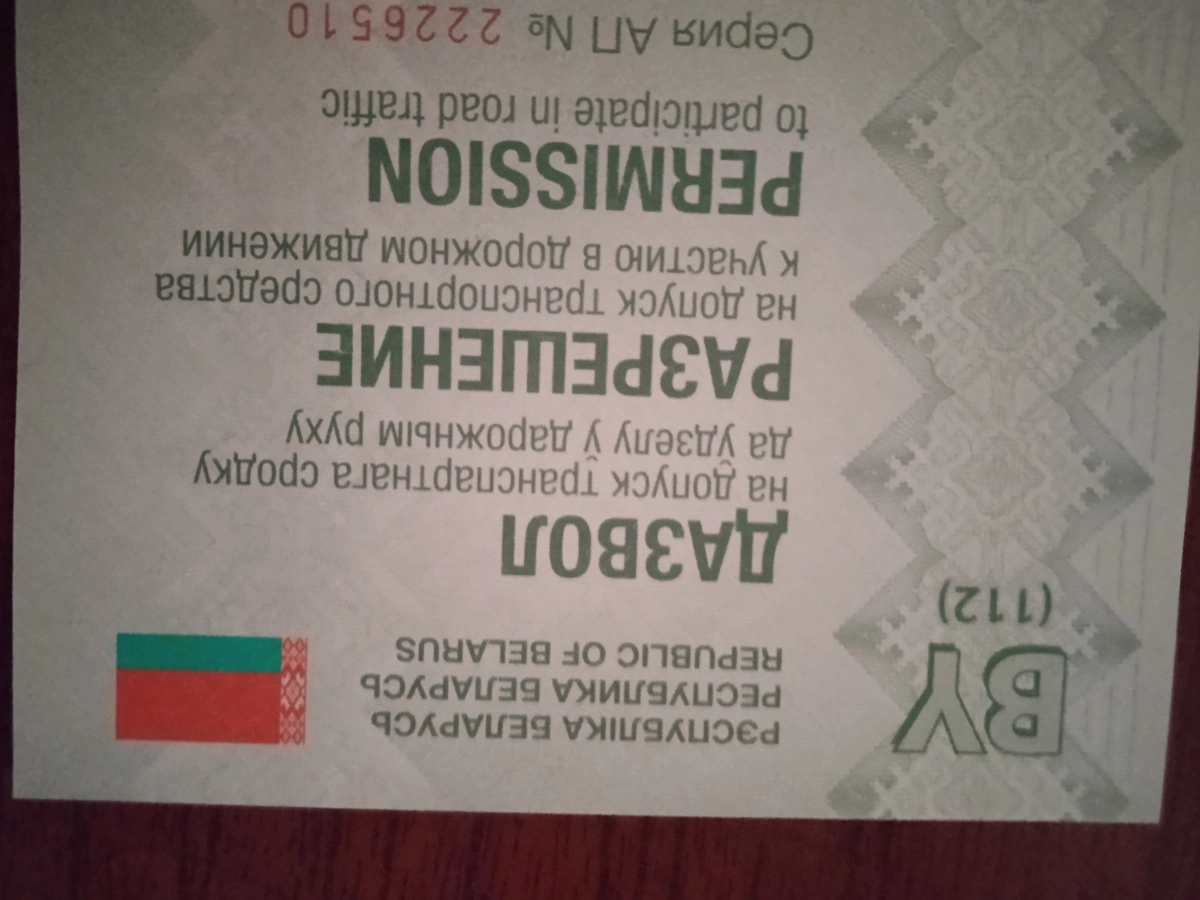 BY
(112)
РЭСПУБЛІКА БЕЛАРУСЬ
РЕСПУБЛИКА БЕЛАРУСЬ
REPUBLIC OF BELARUS
ДАЗВОЛ
на допуск транспартнага сродку
да ўдзелу ў дарожным руху
РАЗРЕШЕНИЕ
на допуск транспортного средства
к участию в дорожном движении
PERMISSION
to participate in road traffic
Серия АП № 2226510